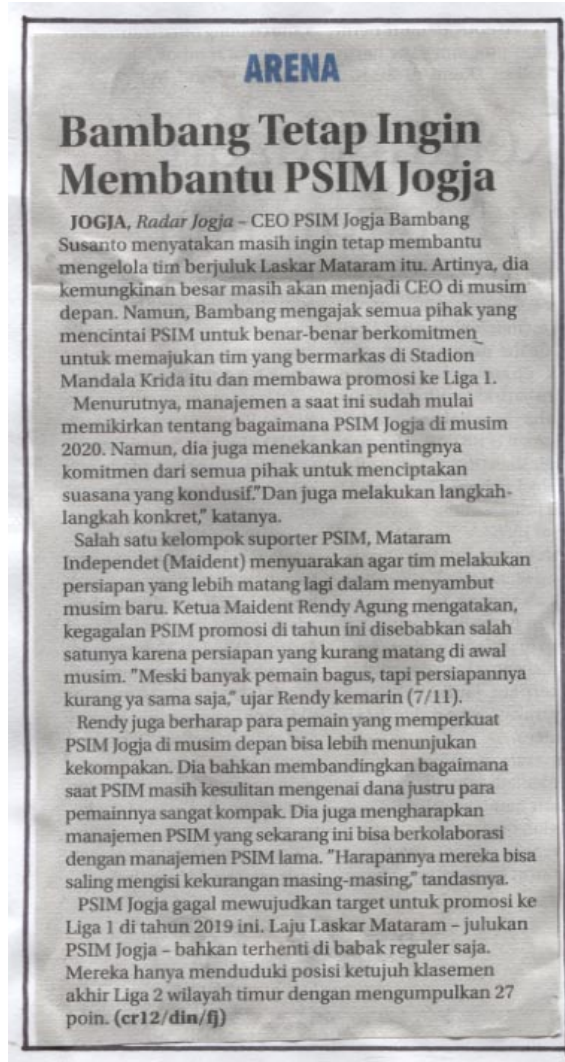 ARENA
Bambang Tetap Ingin
Membantu PSIM Jogja
JOGJA, Radar Jogja – CEO PSIM Jogja Bambang
Susanto menyatakan masih ingin tetap membantu
mengelola tim berjuluk Laskar Mataram itu. Artinya, dia
kemungkinan besar masih akan menjadi CEO di musim
depan. Namun, Bambang mengajak semua pihak yang
mencintai PSIM untuk benar-benar berkomitmen
untuk memajukan tim yang bermarkas di Stadion
Mandala Krida itu dan membawa promosi ke Liga 1.
Menurutnya, manajemen a saat ini sudah mulai
memikirkan tentang bagaimana PSIM Jogja di musim
2020. Namun, dia juga menekankan pentingnya
komitmen dari semua pihak untuk menciptakan
suasana yang kondusif."Dan juga melakukan langkah-
langkah konkret," katanya.
Salah satu kelompok suporter PSIM, Mataram
Independet (Maident) menyuarakan agar tim melakukan
persiapan yang lebih matang lagi dalam menyambut
musim baru. Ketua Maident Rendy Agung mengatakan,
kegagalan PSIM promosi di tahun ini disebabkan salah
satunya karena persiapan yang kurang matang di awal
musim. "Meski banyak pemain bagus, tapi persiapannya
kurang ya sama saja," ujar Rendy kemarin (7/11).
Rendy juga berharap para pemain yang memperkuat
PSIM Jogja di musim depan bisa lebih menunjukan
kekompakan. Dia bahkan membandingkan bagaimana
saat PSIM masih kesulitan mengenai dana justru para
pemainnya sangat kompak. Dia juga mengharapkan
manajemen PSIM yang sekarang ini bisa berkolaborasi
dengan manajemen PSIM lama. "Harapannya mereka bisa
saling mengisi kekurangan masing-masing," tandasnya.
PSIM Jogja gagal mewujudkan target untuk promosi ke
Liga 1 di tahun 2019 ini. Laju Laskar Mataram – julukan
PSIM Jogja – bahkan terhenti di babak reguler saja.
Mereka hanya menduduki posisi ketujuh klasemen
akhir Liga 2 wilayah timur dengan mengumpulkan 27
poin. (cr12/din/fj)